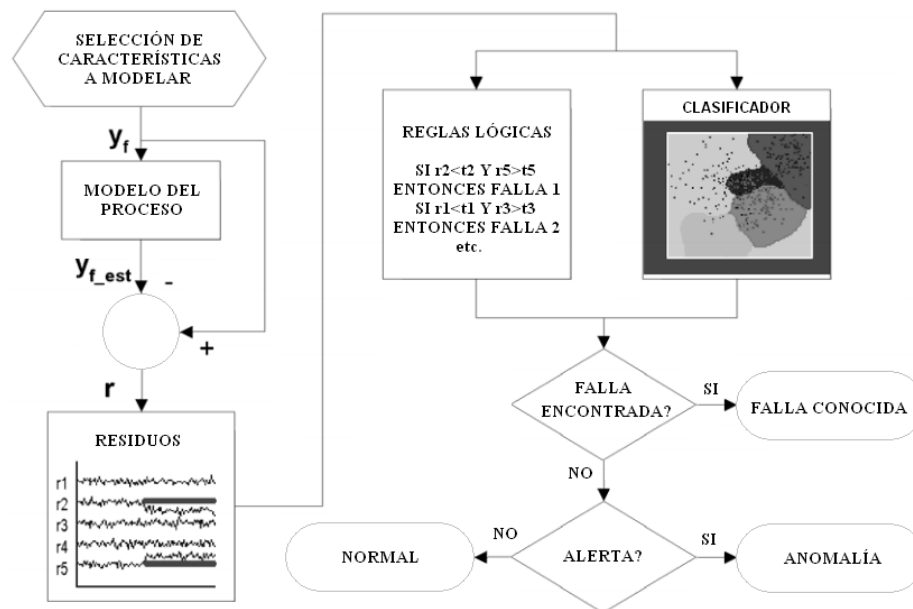 SELECCIÓN DE
CARACTERÍSTICAS
A MODELAR
y_f
MODELO DEL
PROCESO
y_f_est
-
+
r
RESIDUOS
r1
r2
r3
r4
r5
REGLAS LÓGICAS
SI r2<t2 Y r5>t5
ENTONCES FALLA 1
SI r1<t1 Y r3>t3
ENTONCES FALLA 2
etc.
CLASIFICADOR
FALLA
ENCONTRADA?
SI
FALLA CONOCIDA
NO
ALERTA?
NO
NORMAL
SI
ANOMALÍA